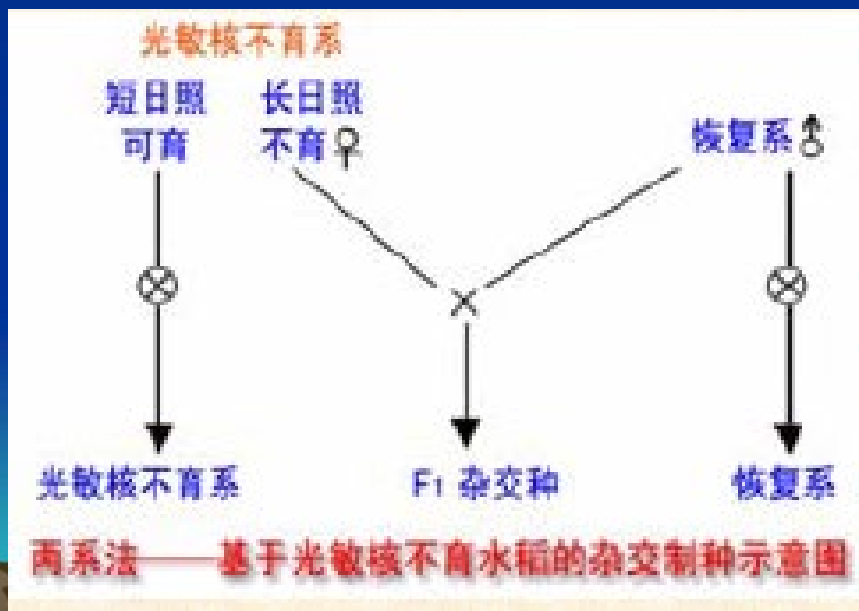 光敏核不育系
短日照 长日照
可育 不育♀ 恢复系♂
×
光敏核不育系 F1 杂交种 恢复系
两系法——基于光敏核不育水稻的杂交制种示意图